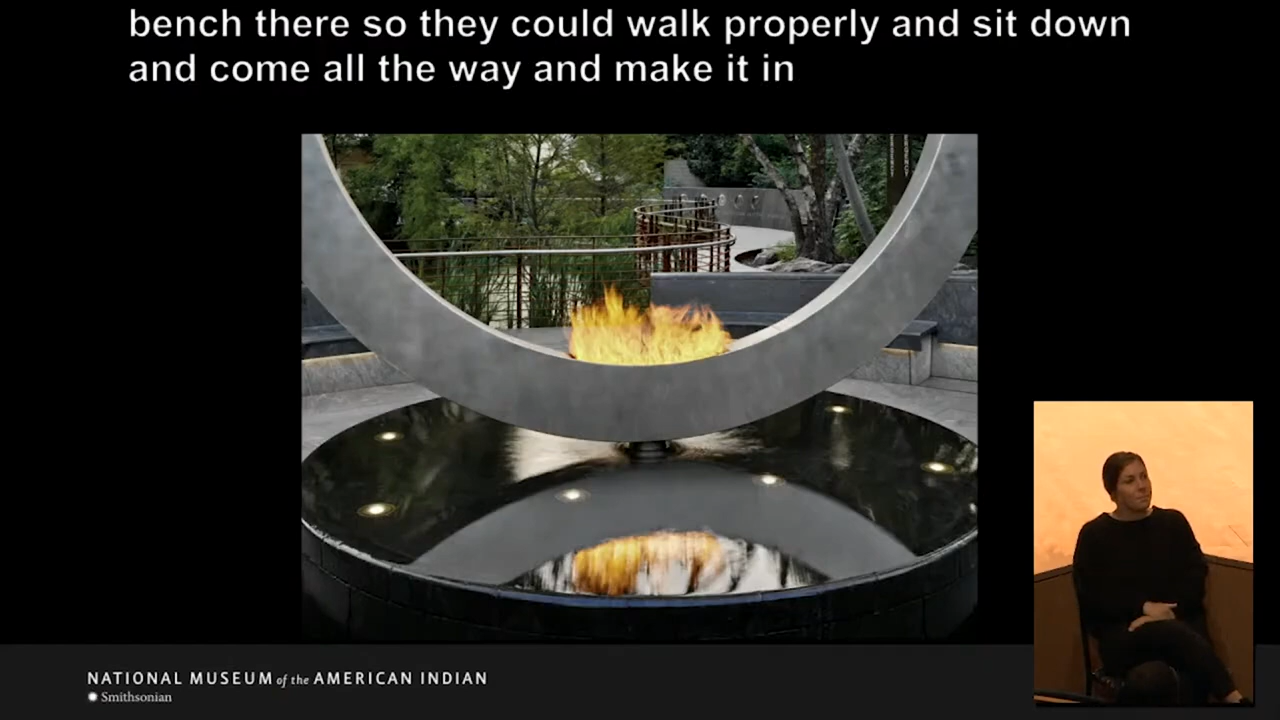 bench there so they could walk properly and sit down
and come all the way and make it in
NATIONAL MUSEUM of the AMERICAN INDIAN
Smithsonian